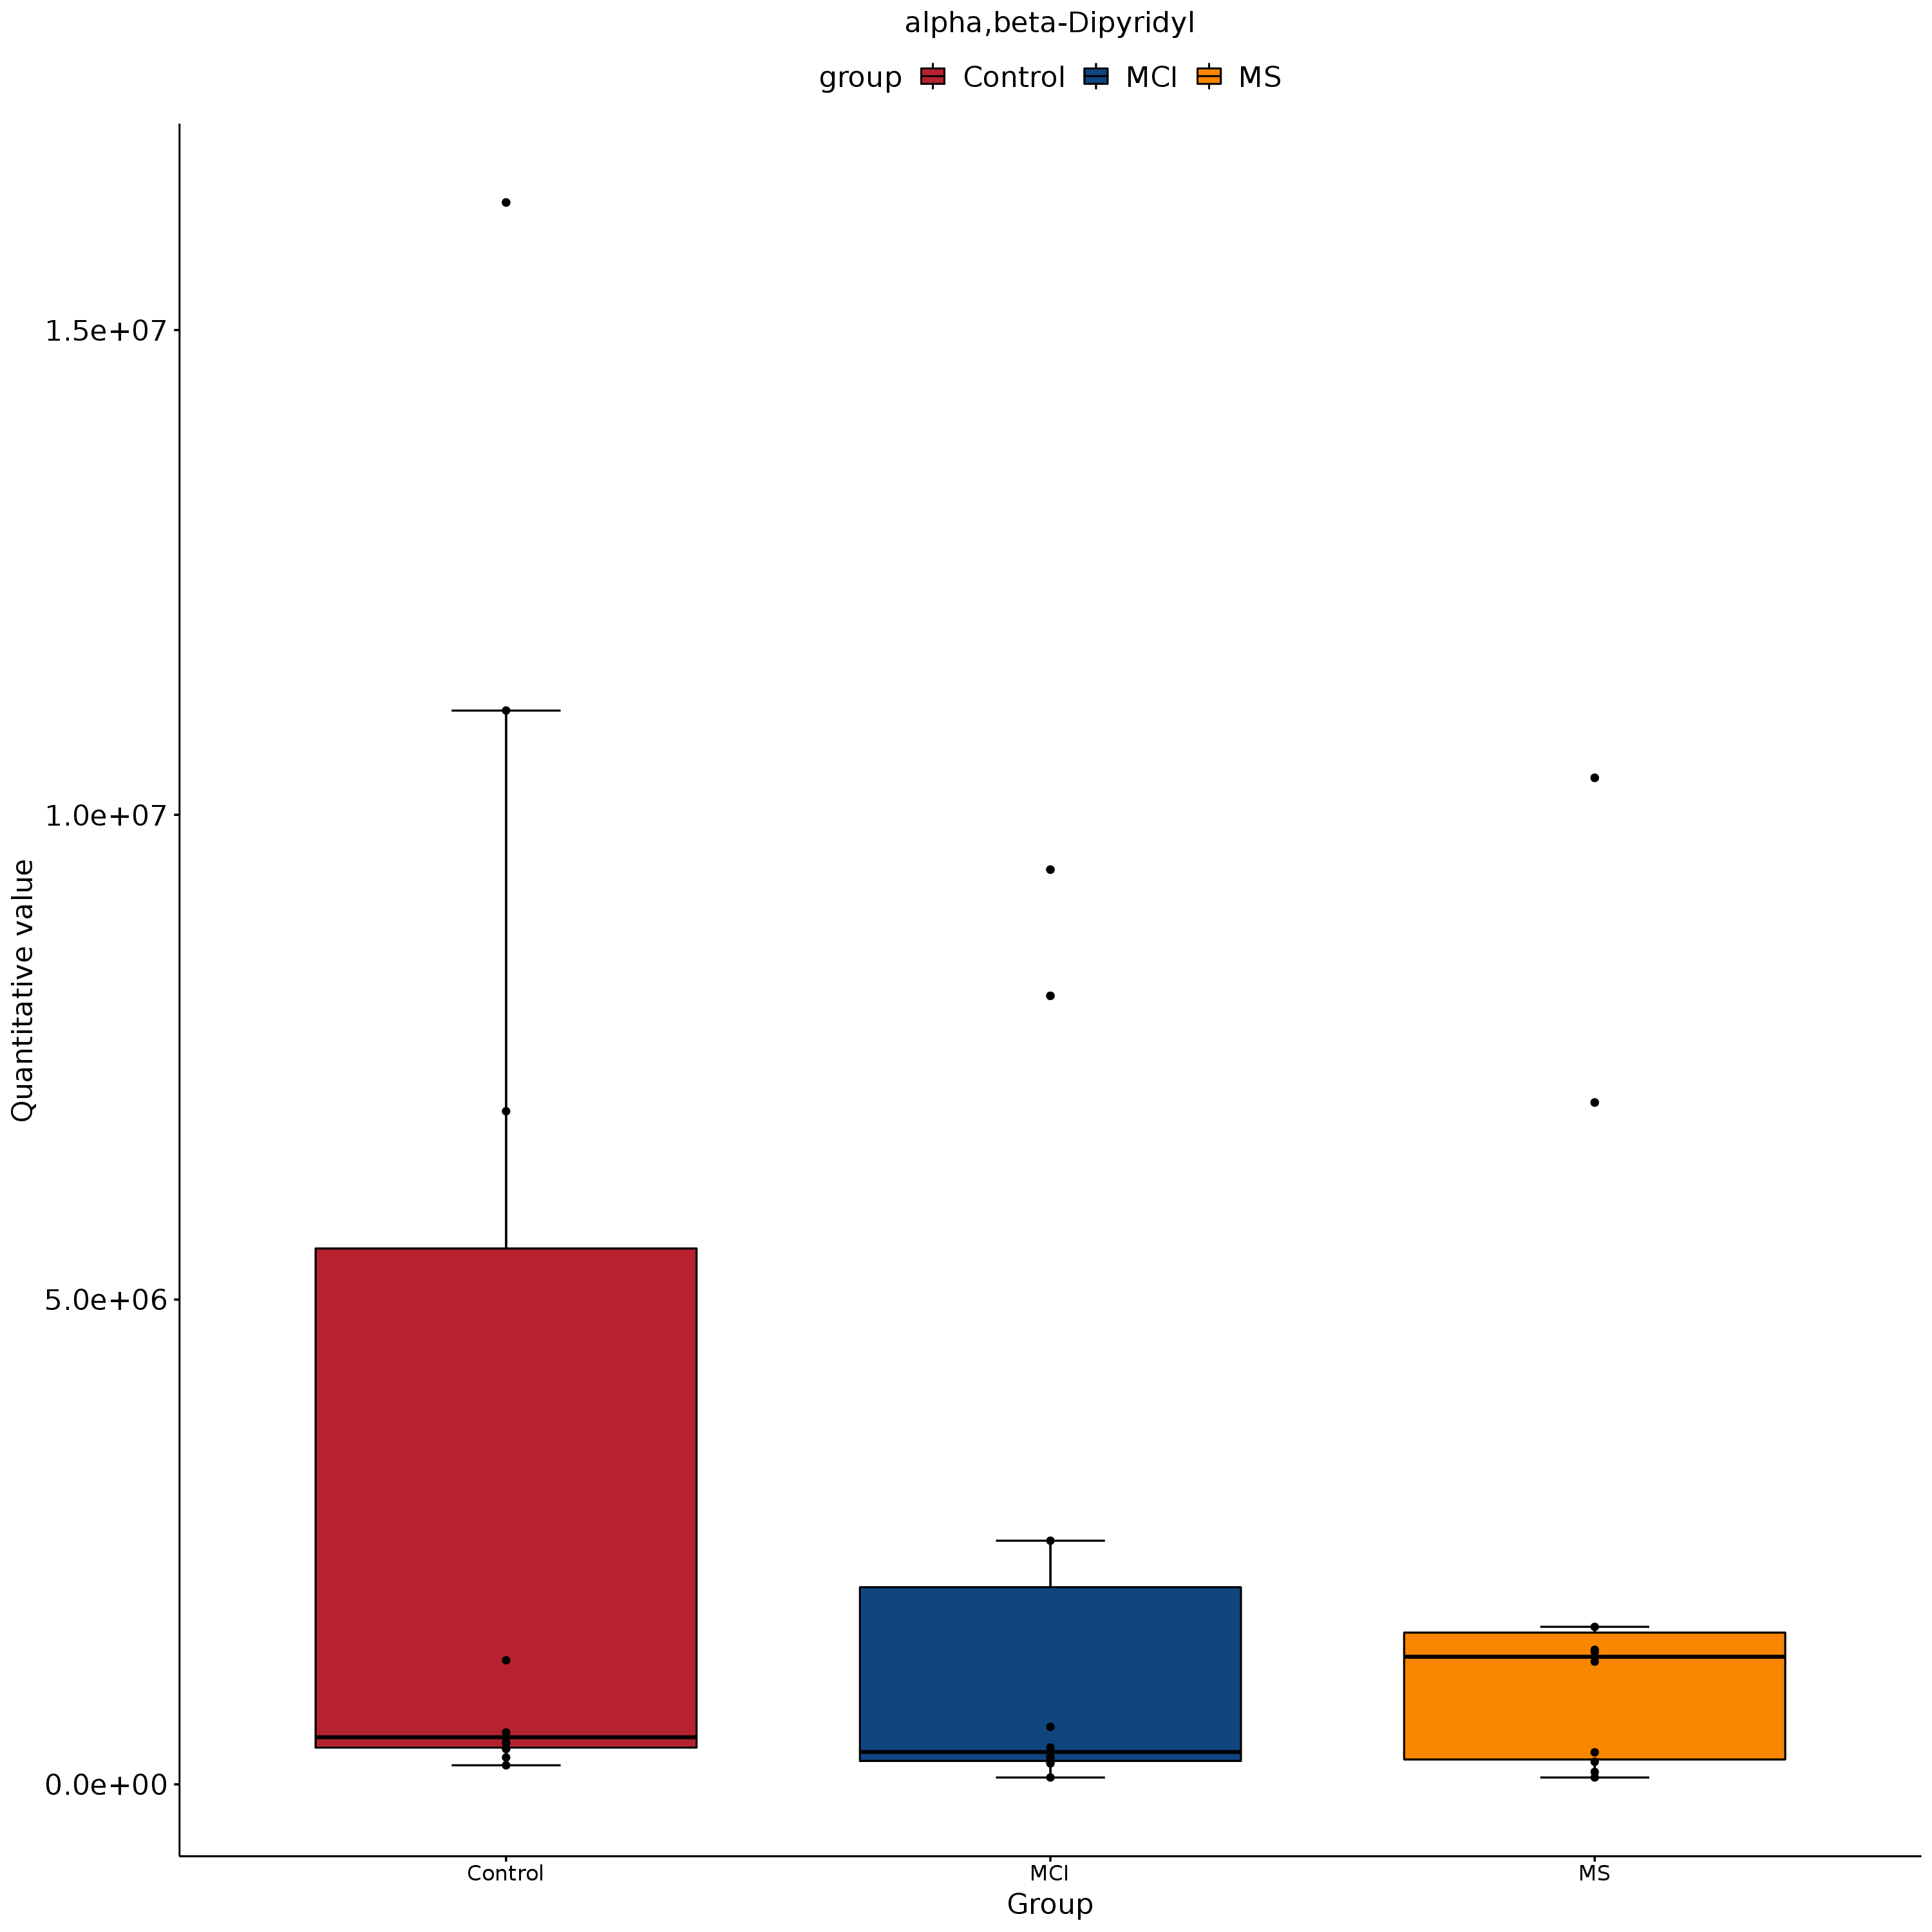 alpha,beta-Dipyridyl
group Control MCI MS
1.5e+07
1.0e+07
5.0e+06
0.0e+00
Quantitative value
Control MCI MS
Group